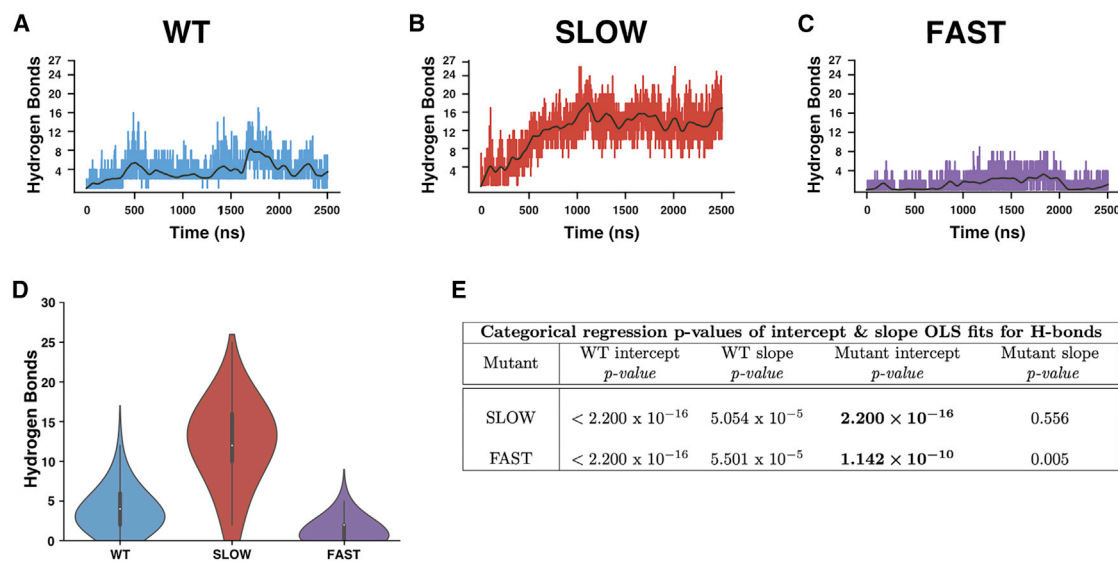 A
WT
Hydrogen Bonds
27
24
20
16
12
8
4
0 500 1000 1500 2000 2500
Time (ns)
B
SLOW
Hydrogen Bonds
27
24
20
16
12
8
4
0 500 1000 1500 2000 2500
Time (ns)
C
FAST
Hydrogen Bonds
27
24
20
16
12
8
4
0 500 1000 1500 2000 2500
Time (ns)
D
Hydrogen Bonds
30
25
20
15
10
5
0
WT SLOW FAST
E
Categorical regression p-values of intercept & slope OLS fits for H-bonds
Mutant WT intercept p-value WT slope p-value Mutant intercept p-value Mutant slope p-value
SLOW < 2.200 x 10⁻¹⁶ 5.054 x 10⁻⁵ 2.200 × 10⁻¹⁶ 0.556
FAST < 2.200 x 10⁻¹⁶ 5.501 x 10⁻⁵ 1.142 × 10⁻¹⁰ 0.005